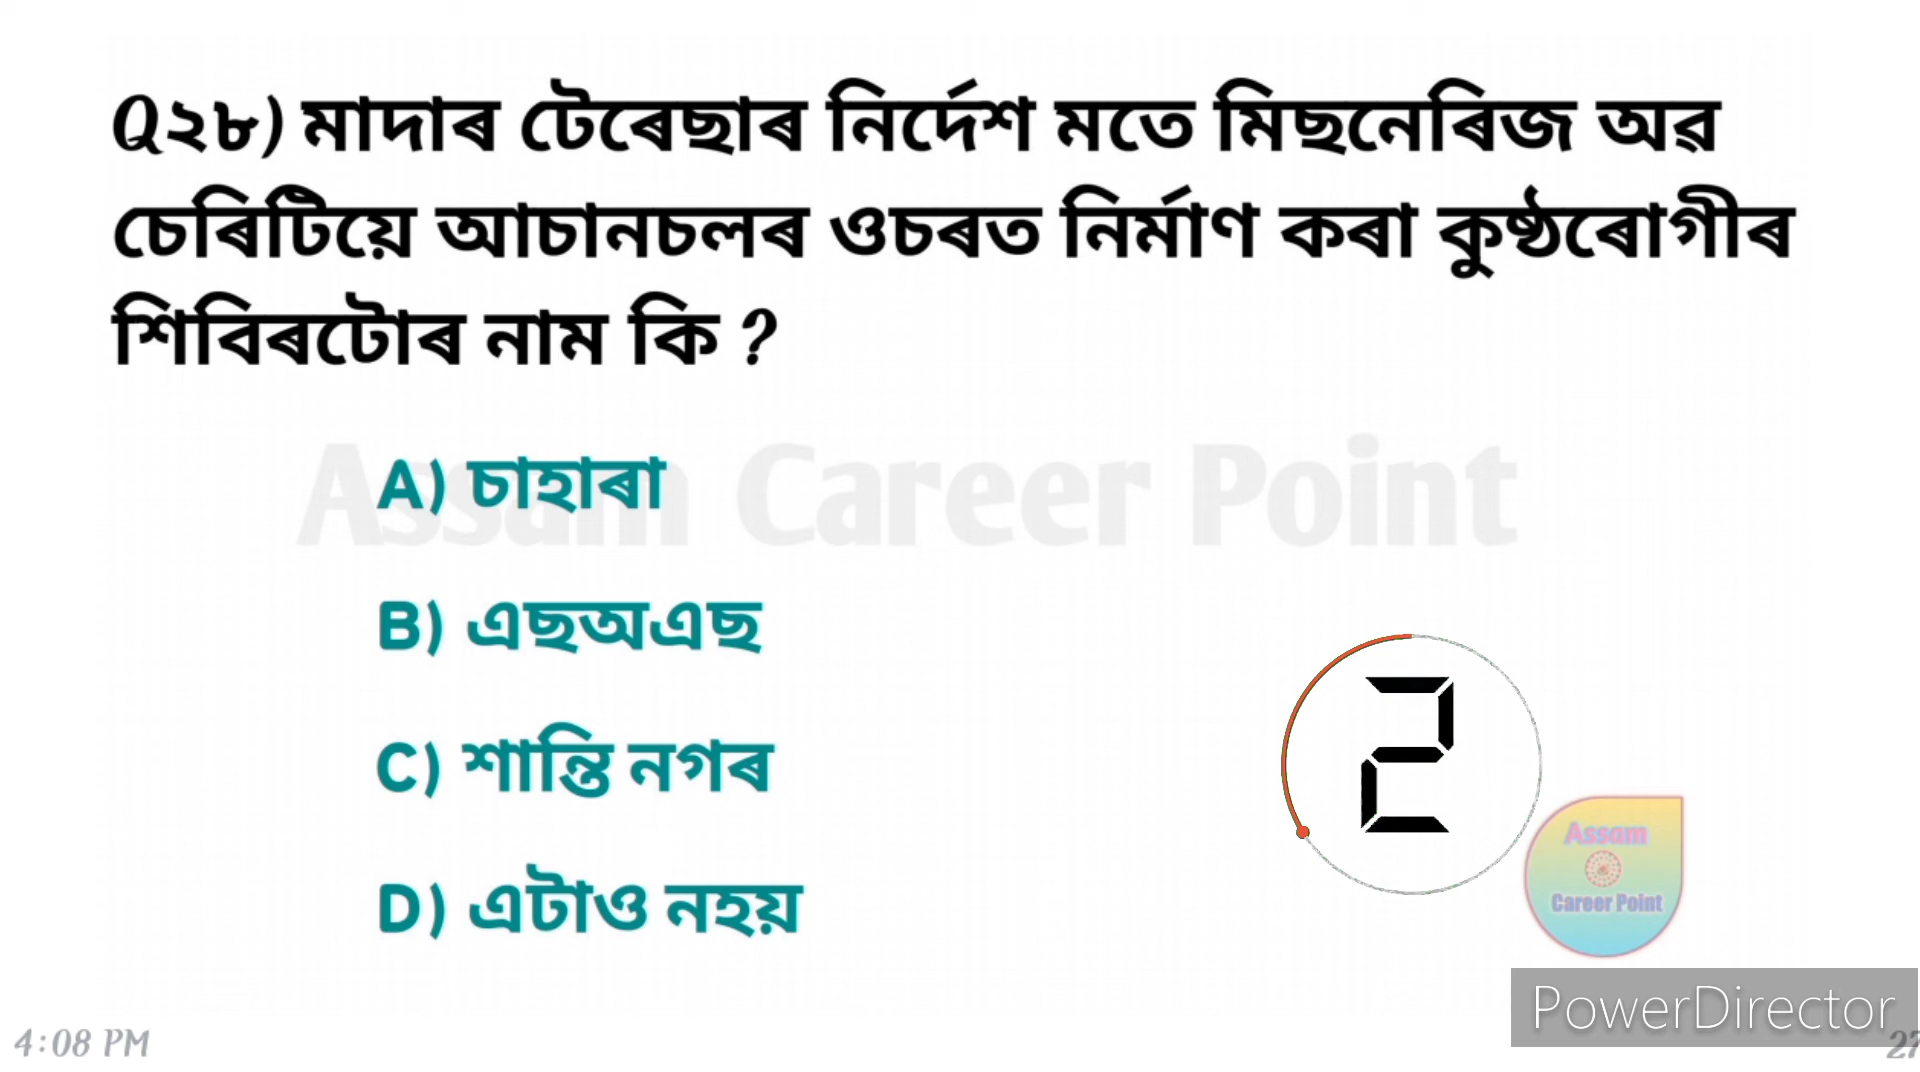 Q২৮) মাদাৰ টেৰেছাৰ নিৰ্দেশ মতে মিছনেৰিজ অৱ
চেৰিটিয়ে আচানচলৰ ওচৰত নিৰ্মাণ কৰা কুষ্ঠৰোগীৰ
শিবিৰটোৰ নাম কি ?
Assam Career Point
A) চাহাৰা
B) এছঅএছ
C) শান্তি নগৰ
D) এটাও নহয়
2
Assam
Career Point
PowerDirector
4:08 PM
27